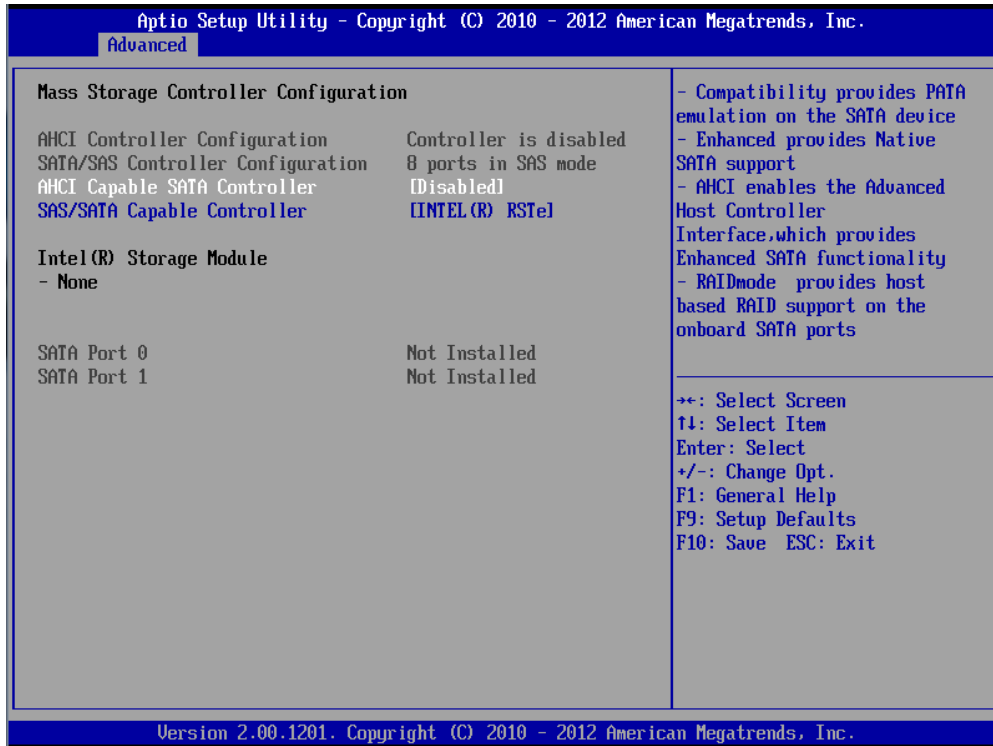 Aptio Setup Utility - Copyright (C) 2010 - 2012 American Megatrends, Inc.
Advanced
Mass Storage Controller Configuration
AHCI Controller Configuration Controller is disabled
SATA/SAS Controller Configuration 8 ports in SAS mode
AHCI Capable SATA Controller [Disabled]
SAS/SATA Capable Controller [INTEL(R) RSTe]
Intel(R) Storage Module
- None
SATA Port 0 Not Installed
SATA Port 1 Not Installed
- Compatibility provides PATA
emulation on the SATA device
- Enhanced provides Native
SATA support
- AHCI enables the Advanced
Host Controller
Interface,which provides
Enhanced SATA functionality
- RAIDmode  provides host
based RAID support on the
onboard SATA ports
→←: Select Screen
↑↓: Select Item
Enter: Select
+/-: Change Opt.
F1: General Help
F9: Setup Defaults
F10: Save  ESC: Exit
Version 2.00.1201. Copyright (C) 2010 - 2012 American Megatrends, Inc.